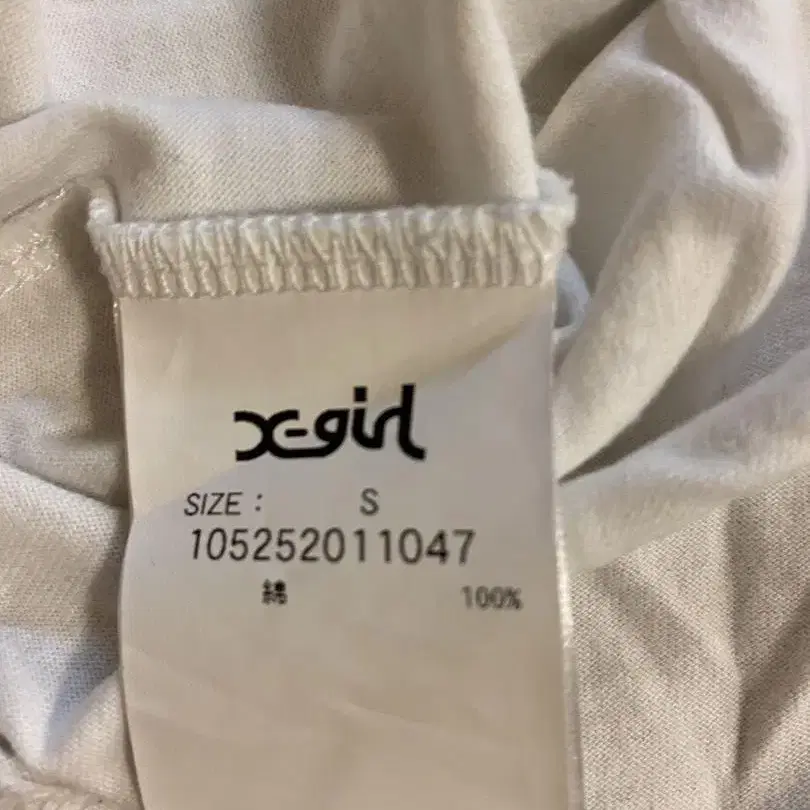 X-girl
SIZE : S
105252011047
綿 100%